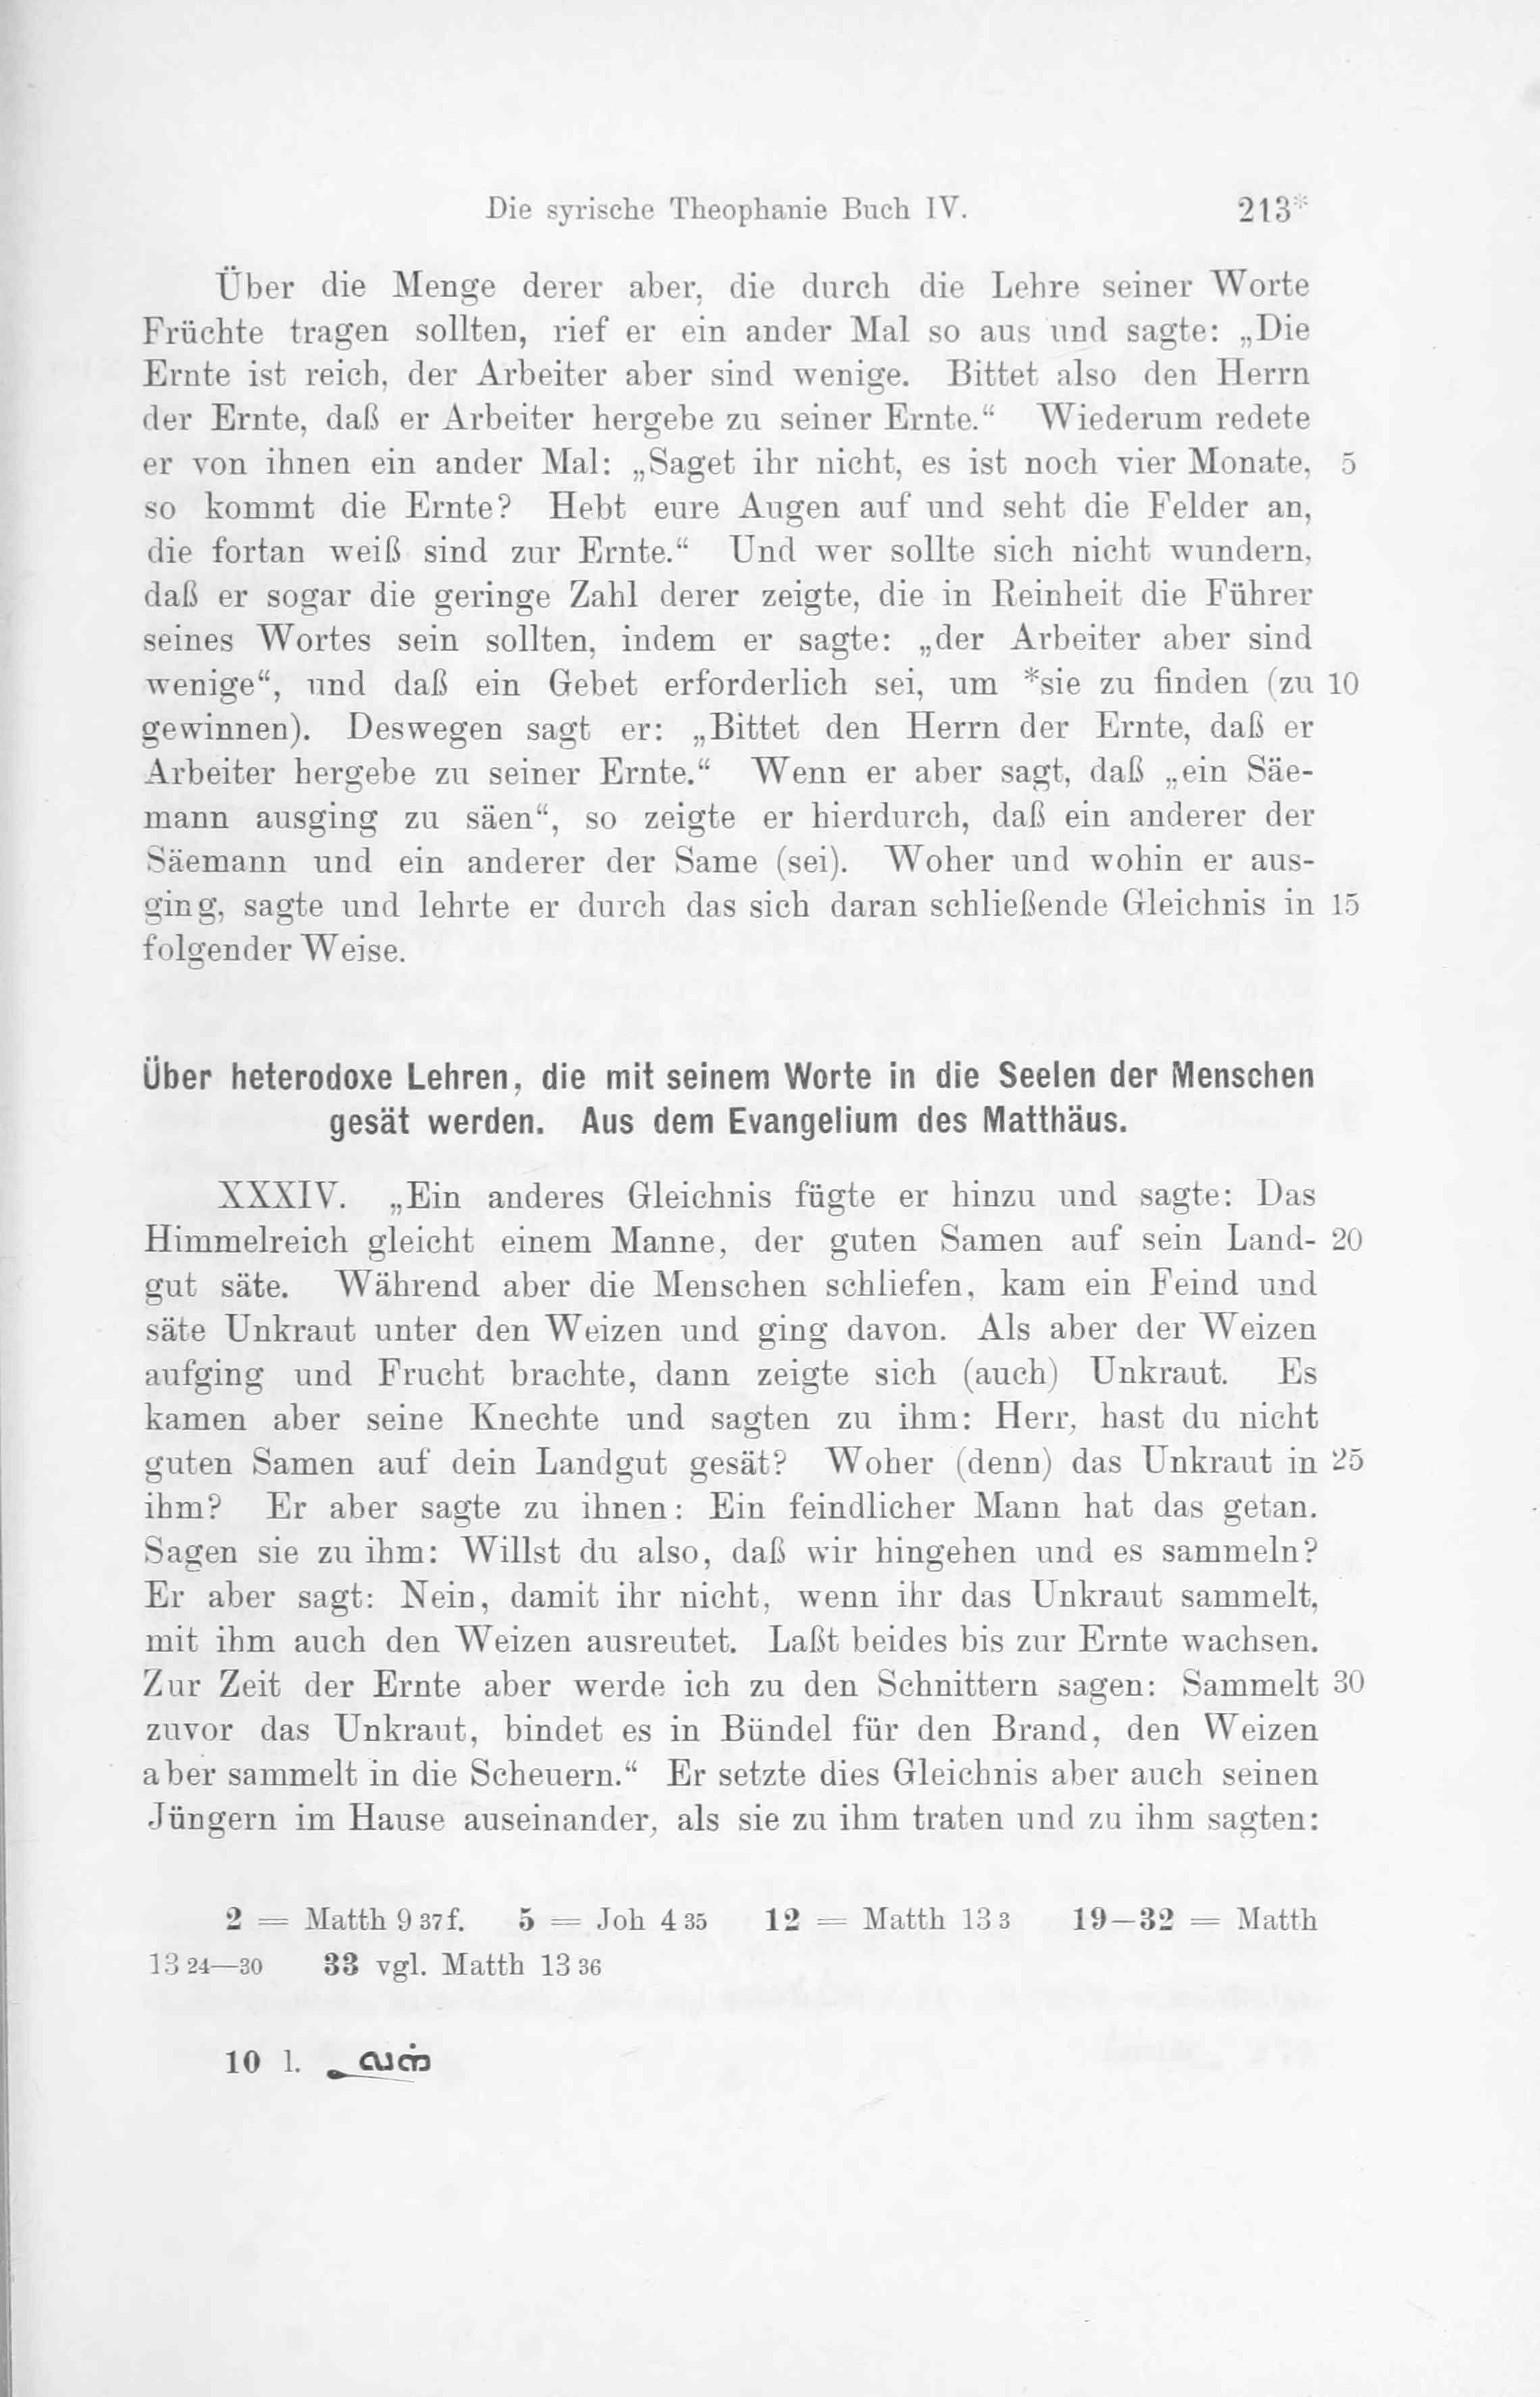 Die syrische Theophanie Buch IV. 213*
Über die Menge derer aber, die durch die Lehre seiner Worte
Früchte tragen sollten, rief er ein ander Mal so aus und sagte: „Die
Ernte ist reich, der Arbeiter aber sind wenige. Bittet also den Herrn
der Ernte, daß er Arbeiter hergebe zu seiner Ernte.“ Wiederum redete
er von ihnen ein ander Mal: „Saget ihr nicht, es ist noch vier Monate, 5
so kommt die Ernte? Hebt eure Augen auf und seht die Felder an,
die fortan weiß sind zur Ernte.“ Und wer sollte sich nicht wundern,
daß er sogar die geringe Zahl derer zeigte, die in Reinheit die Führer
seines Wortes sein sollten, indem er sagte: „der Arbeiter aber sind
wenige“, und daß ein Gebet erforderlich sei, um *sie zu finden (zu 10
gewinnen). Deswegen sagt er: „Bittet den Herrn der Ernte, daß er
Arbeiter hergebe zu seiner Ernte.“ Wenn er aber sagt, daß „ein Säe-
mann ausging zu säen“, so zeigte er hierdurch, daß ein anderer der
Säemann und ein anderer der Same (sei). Woher und wohin er aus-
ging, sagte und lehrte er durch das sich daran schließende Gleichnis in 15
folgender Weise.
Über heterodoxe Lehren, die mit seinem Worte in die Seelen der Menschen
gesät werden. Aus dem Evangelium des Matthäus.
XXXIV. „Ein anderes Gleichnis fügte er hinzu und sagte: Das
Himmelreich gleicht einem Manne, der guten Samen auf sein Land- 20
gut säte. Während aber die Menschen schliefen, kam ein Feind und
säte Unkraut unter den Weizen und ging davon. Als aber der Weizen
aufging und Frucht brachte, dann zeigte sich (auch) Unkraut. Es
kamen aber seine Knechte und sagten zu ihm: Herr, hast du nicht
guten Samen auf dein Landgut gesät? Woher (denn) das Unkraut in 25
ihm? Er aber sagte zu ihnen: Ein feindlicher Mann hat das getan.
Sagen sie zu ihm: Willst du also, daß wir hingehen und es sammeln?
Er aber sagt: Nein, damit ihr nicht, wenn ihr das Unkraut sammelt,
mit ihm auch den Weizen ausreutet. Laßt beides bis zur Ernte wachsen.
Zur Zeit der Ernte aber werde ich zu den Schnittern sagen: Sammelt 30
zuvor das Unkraut, bindet es in Bündel für den Brand, den Weizen
aber sammelt in die Scheuern.“ Er setzte dies Gleichnis aber auch seinen
Jüngern im Hause auseinander, als sie zu ihm traten und zu ihm sagten:
2 = Matth 9 37f. 5 = Joh 4 35 12 = Matth 13 3 19—32 = Matth
13 24—30 33 vgl. Matth 13 36
10 l.